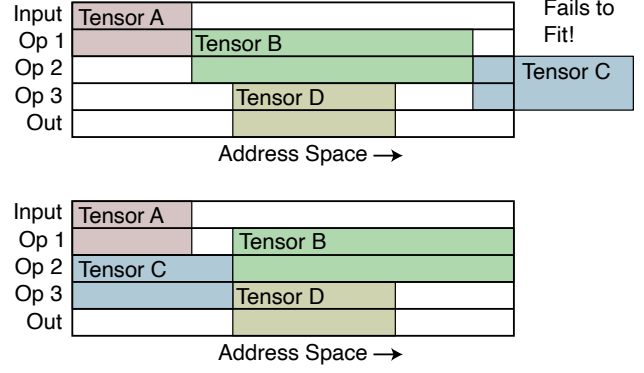 Fails to
Fit!
Input Tensor A
Op 1 Tensor B
Op 2 Tensor C
Op 3 Tensor D
Out
Address Space →
Input Tensor A
Op 1 Tensor B
Op 2 Tensor C
Op 3 Tensor D
Out
Address Space →